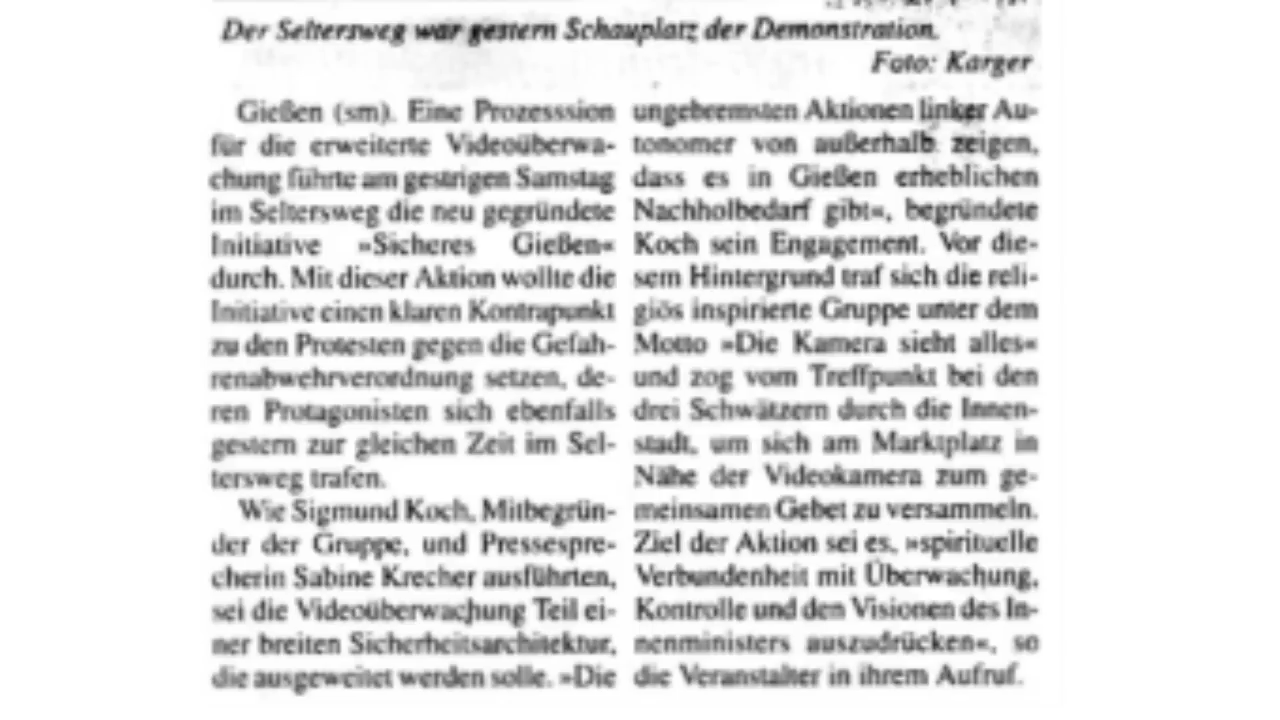 Der Seltersweg war gestern Schauplatz der Demonstration.
Foto: Karger
Gießen (sm). Eine Prozesssion
für die erweiterte Videoüberwa-
chung führte am gestrigen Samstag
im Seltersweg die neu gegründete
Initiative »Sicheres Gießen«
durch. Mit dieser Aktion wollte die
Initiative einen klaren Kontrapunkt
zu den Protesten gegen die Gefah-
renabwehrverordnung setzen, de-
ren Protagonisten sich ebenfalls
gestern zur gleichen Zeit im Sel-
tersweg trafen.
Wie Sigmund Koch, Mitbegrün-
der der Gruppe, und Pressespre-
cherin Sabine Krecher ausführten,
sei die Videoüberwachung Teil ei-
ner breiten Sicherheitsarchitektur,
die ausgeweitet werden solle. »Die
ungebremsten Aktionen linker Au-
tonomer von außerhalb zeigen,
dass es in Gießen erheblichen
Nachholbedarf gibt«, begründete
Koch sein Engagement. Vor die-
sem Hintergrund traf sich die reli-
giös inspirierte Gruppe unter dem
Motto »Die Kamera sieht alles«
und zog vom Treffpunkt bei den
drei Schwätzern durch die Innen-
stadt, um sich am Marktplatz in
Nähe der Videokamera zum ge-
meinsamen Gebet zu versammeln.
Ziel der Aktion sei es, »spirituelle
Verbundenheit mit Überwachung,
Kontrolle und den Visionen des In-
nenministers auszudrücken«, so
die Veranstalter in ihrem Aufruf.